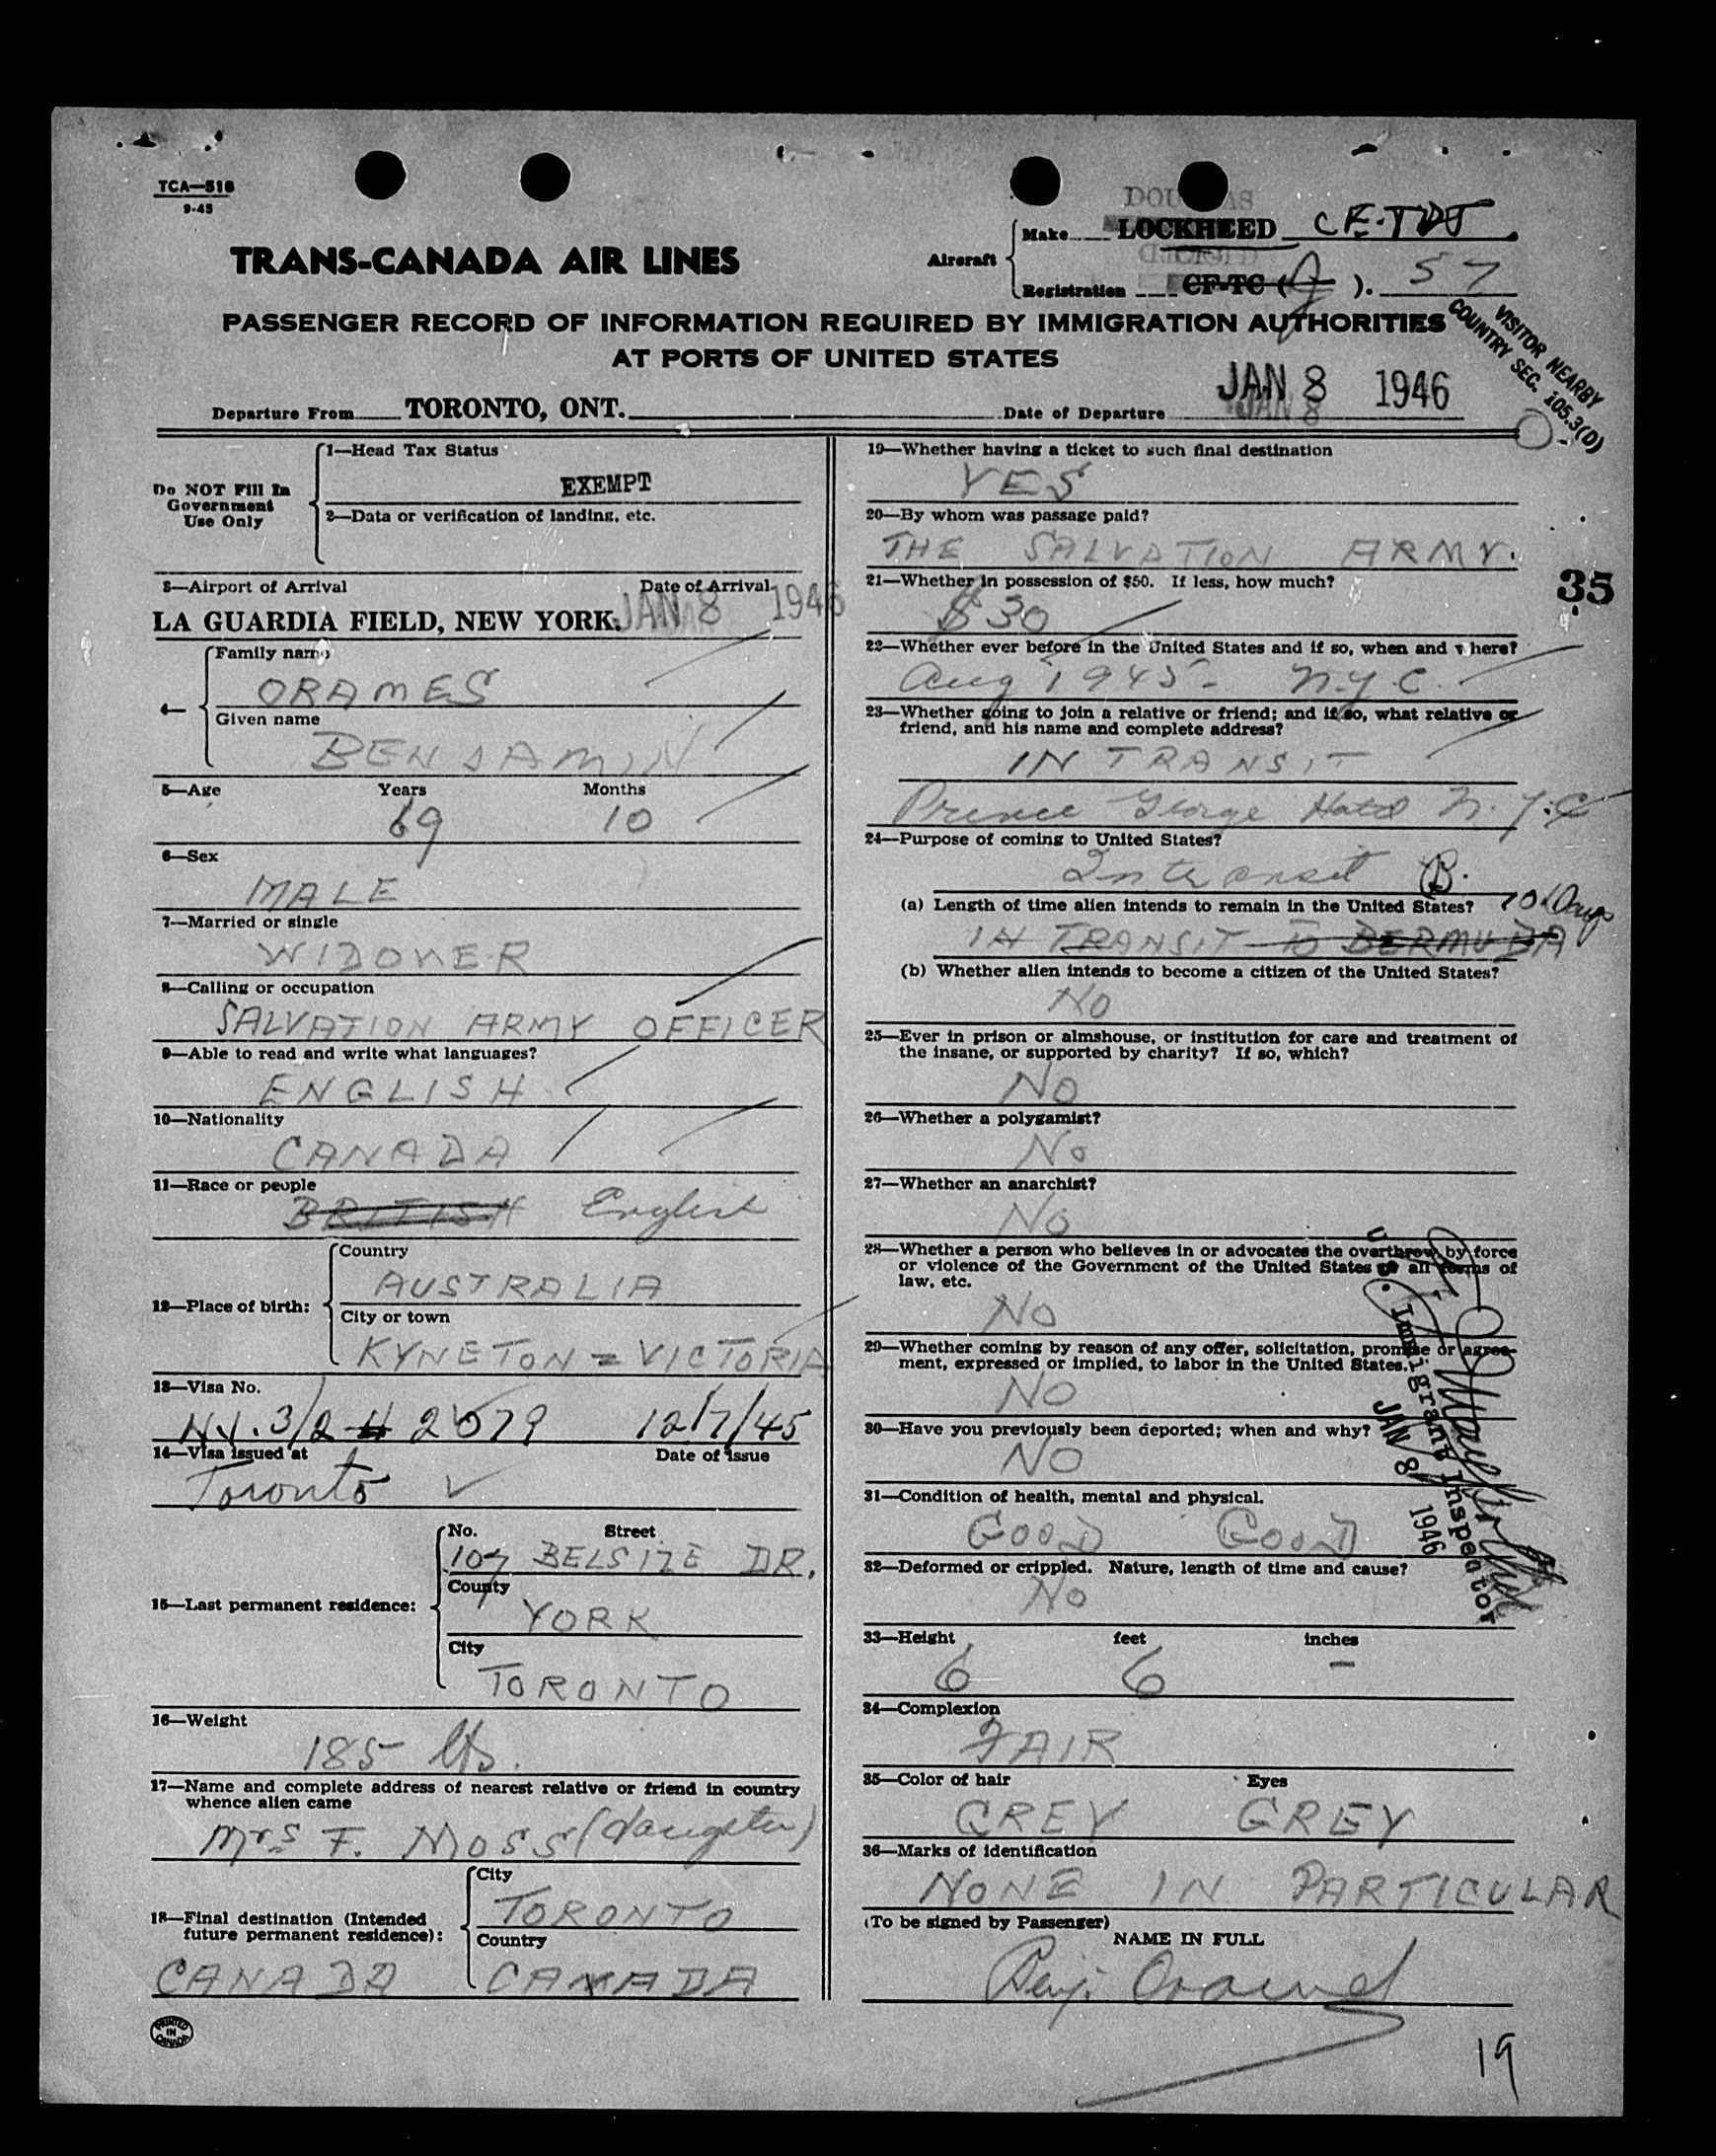 TCA—518
9-45
TRANS-CANADA AIR LINES
DOUGLAS
Aircraft
Make LOCKHEED CF-TDJ
Registration CF-TC ( ). 57
PASSENGER RECORD OF INFORMATION REQUIRED BY IMMIGRATION AUTHORITIES
AT PORTS OF UNITED STATES
VISITOR NEARBY
COUNTRY SEC. 105.3(D)
Departure From TORONTO, ONT. Date of Departure JAN 8 1946
JAN 8
Do NOT Fill In
Government
Use Only
1—Head Tax Status
EXEMPT
2—Data or verification of landing, etc.
3—Airport of Arrival Date of Arrival
LA GUARDIA FIELD, NEW YORK. JAN 8 1946
4—
Family name
ORAMES
Given name
BENJAMIN
5—Age Years Months
69 10
6—Sex
MALE
7—Married or single
WIDOWER
8—Calling or occupation
SALVATION ARMY OFFICER
9—Able to read and write what languages?
ENGLISH
10—Nationality
CANADA
11—Race or people
BRITISH English
12—Place of birth:
Country
AUSTRALIA
City or town
KYNETON = VICTORIA
13—Visa No.
12/7/45
14—Visa issued at Date of issue
Toronto
15—Last permanent residence:
No. Street
107 BELSIZE DR.
County
YORK
City
TORONTO
16—Weight
185 lbs.
17—Name and complete address of nearest relative or friend in country
whence alien came
Mrs F. MOSS (daughter)
18—Final destination (Intended
future permanent residence):
City
TORONTO
Country
CANADA CANADA
PRINTED
IN
CANADA
19—Whether having a ticket to such final destination
YES
20—By whom was passage paid?
THE SALVATION ARMY.
21—Whether in possession of $50. If less, how much?
$30
35
22—Whether ever before in the United States and if so, when and where?
Aug 1945 - N.Y.C.
23—Whether going to join a relative or friend; and if so, what relative or
friend, and his name and complete address?
IN TRANSIT
Prince George Hotel N.Y.C
24—Purpose of coming to United States?
In transit B.
(a) Length of time alien intends to remain in the United States? 10 Days
IN TRANSIT TO BERMUDA
(b) Whether alien intends to become a citizen of the United States?
NO
25—Ever in prison or almshouse, or institution for care and treatment of
the insane, or supported by charity? If so, which?
NO
26—Whether a polygamist?
No
27—Whether an anarchist?
NO
28—Whether a person who believes in or advocates the overthrow by force
or violence of the Government of the United States or all forms of
law, etc.
NO
29—Whether coming by reason of any offer, solicitation, promise or agree-
ment, expressed or implied, to labor in the United States.
NO
30—Have you previously been deported; when and why?
NO
31—Condition of health, mental and physical.
GOOD GOOD
32—Deformed or crippled. Nature, length of time and cause?
No
33—Height feet inches
6 6 —
34—Complexion
FAIR
35—Color of hair Eyes
GREY GREY
36—Marks of identification
NONE IN PARTICULAR
(To be signed by Passenger)
NAME IN FULL
Benj. Orames
U. S. Immigrant Inspector
JAN 8 1946
19